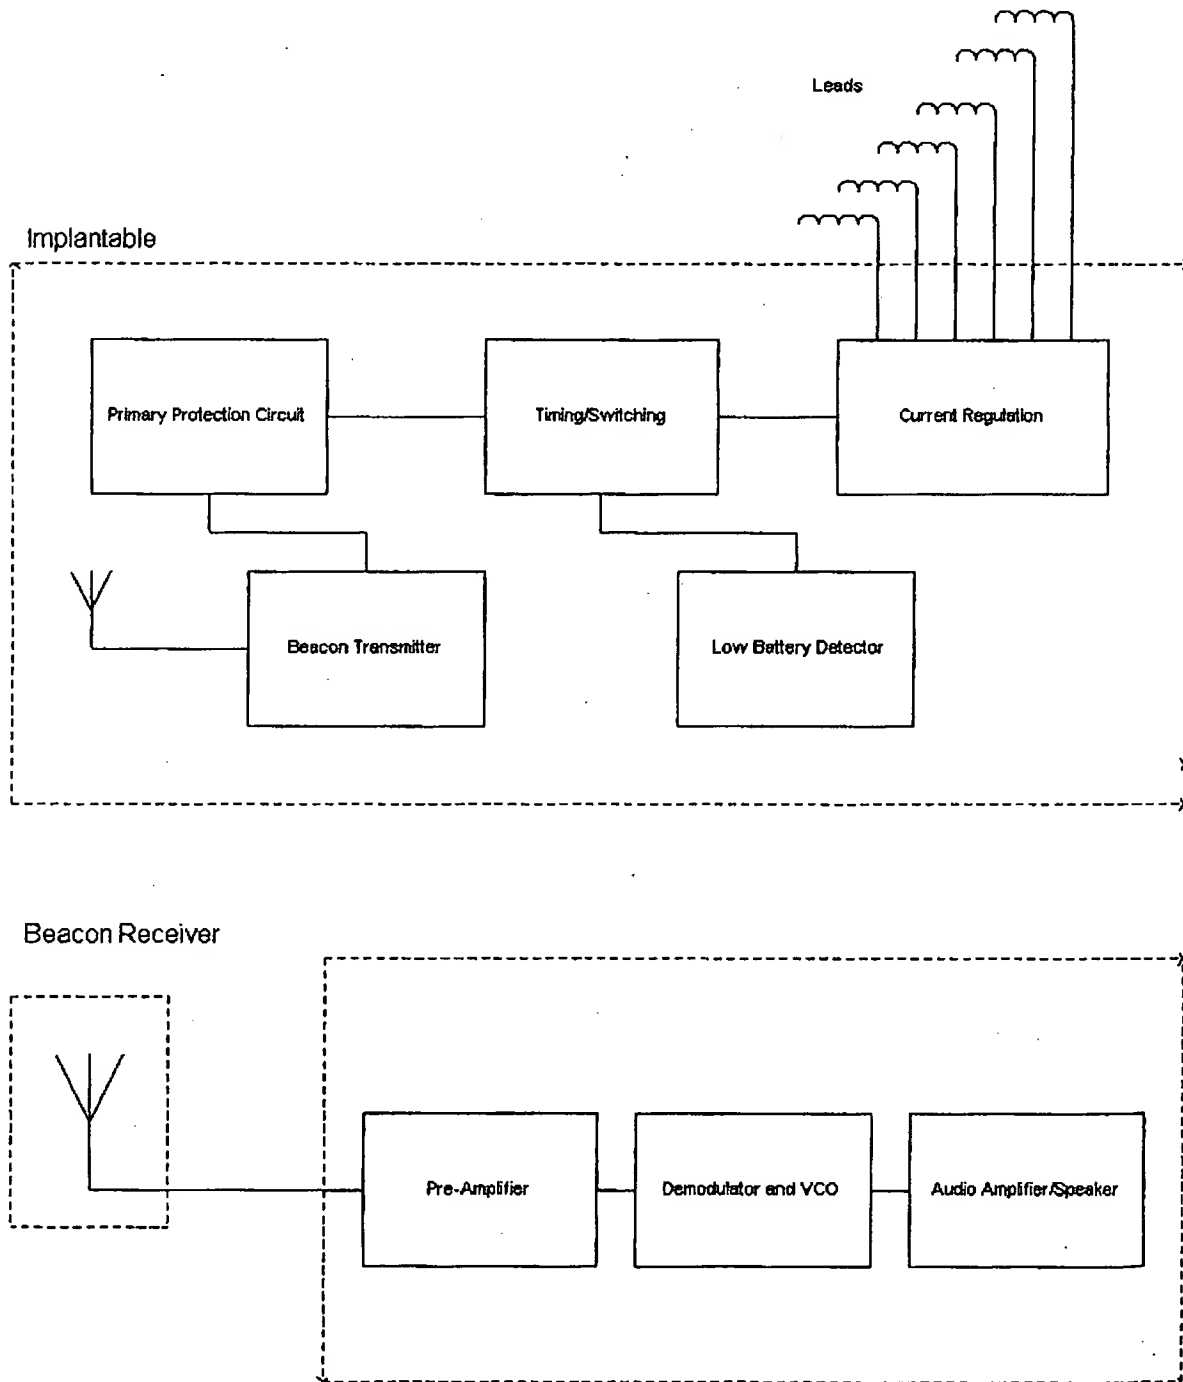 Leads
Implantable
Primary Protection Circuit
Timing/Switching
Current Regulation
Beacon Transmitter
Low Battery Detector
Beacon Receiver
Pre-Amplifier
Demodulator and VCO
Audio Amplifier/Speaker